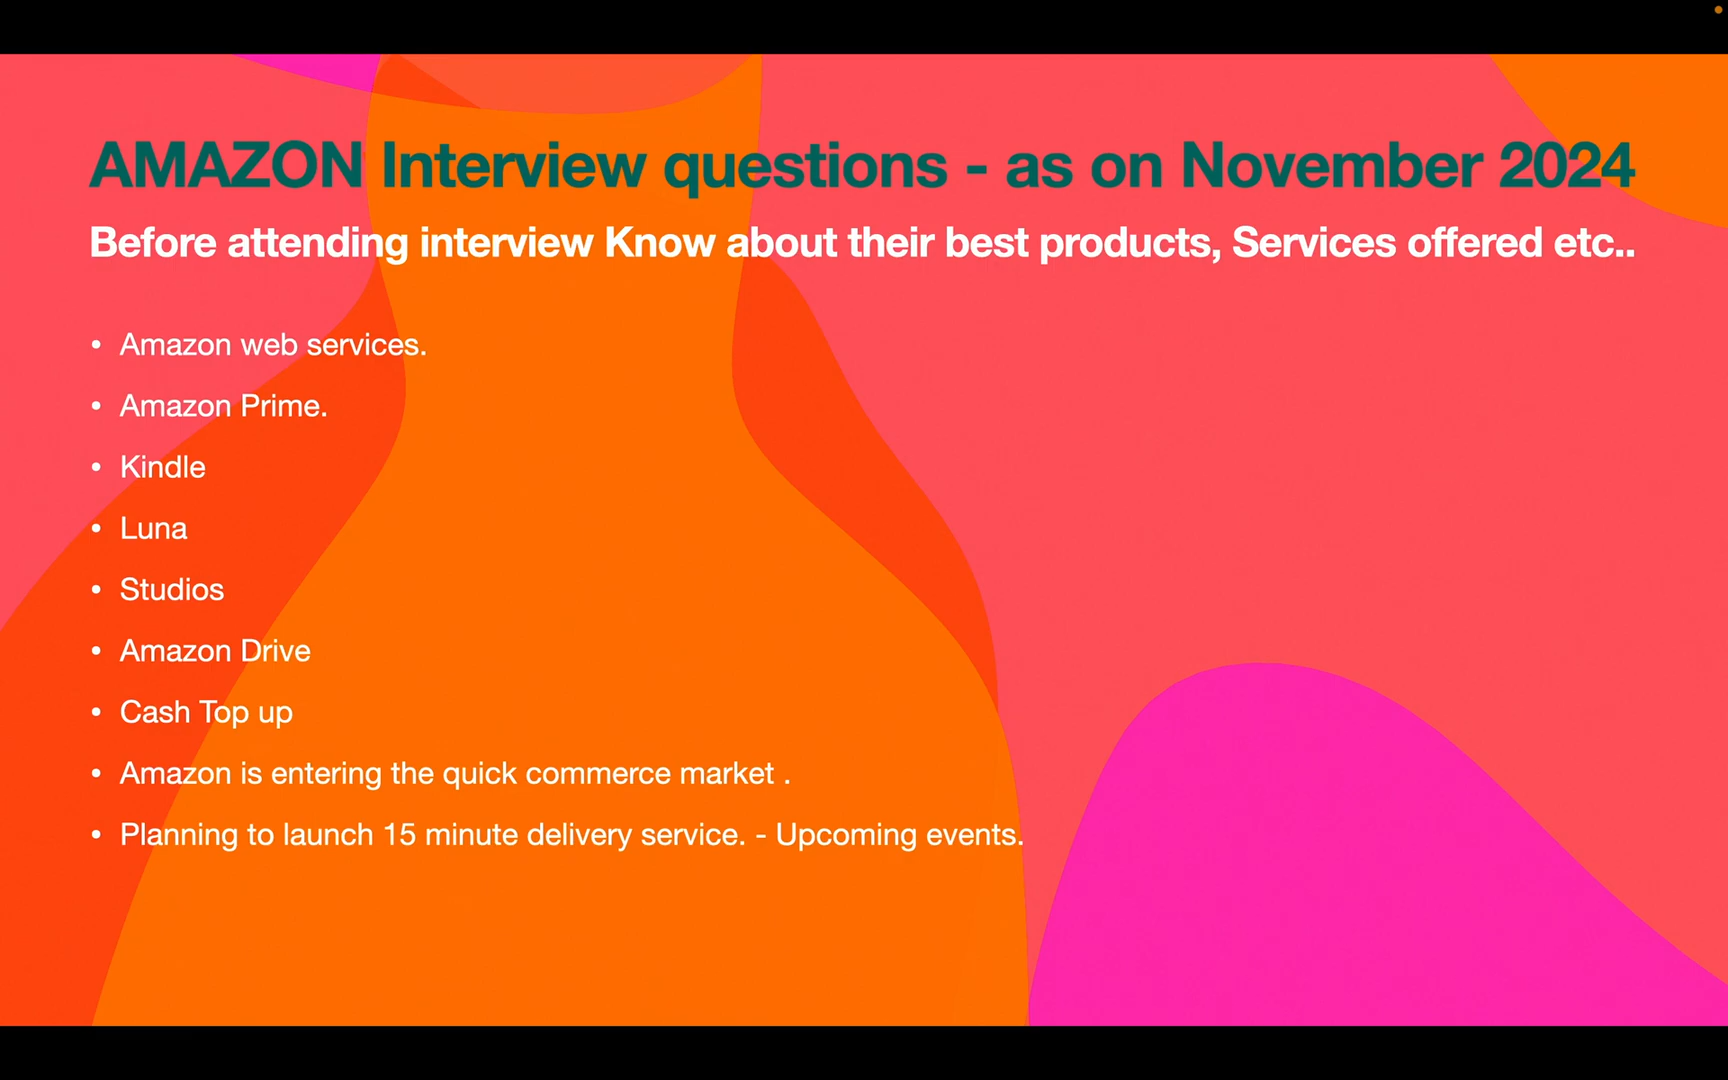 AMAZON Interview questions - as on November 2024
Before attending interview Know about their best products, Services offered etc..
• Amazon web services.
• Amazon Prime.
• Kindle
• Luna
• Studios
• Amazon Drive
• Cash Top up
• Amazon is entering the quick commerce market .
• Planning to launch 15 minute delivery service. - Upcoming events.